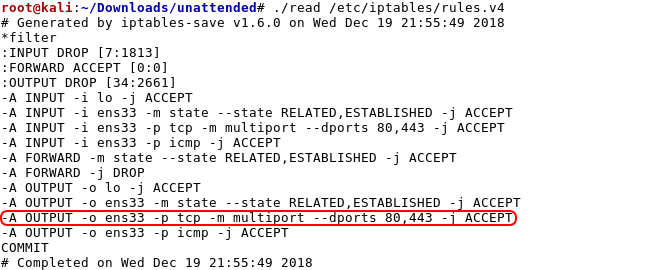 root@kali:~/Downloads/unattended# ./read /etc/iptables/rules.v4
# Generated by iptables-save v1.6.0 on Wed Dec 19 21:55:49 2018
*filter
:INPUT DROP [7:1813]
:FORWARD ACCEPT [0:0]
:OUTPUT DROP [34:2661]
-A INPUT -i lo -j ACCEPT
-A INPUT -i ens33 -m state --state RELATED,ESTABLISHED -j ACCEPT
-A INPUT -i ens33 -p tcp -m multiport --dports 80,443 -j ACCEPT
-A INPUT -i ens33 -p icmp -j ACCEPT
-A FORWARD -m state --state RELATED,ESTABLISHED -j ACCEPT
-A FORWARD -j DROP
-A OUTPUT -o lo -j ACCEPT
-A OUTPUT -o ens33 -m state --state RELATED,ESTABLISHED -j ACCEPT
-A OUTPUT -o ens33 -p tcp -m multiport --dports 80,443 -j ACCEPT
-A OUTPUT -o ens33 -p icmp -j ACCEPT
COMMIT
# Completed on Wed Dec 19 21:55:49 2018